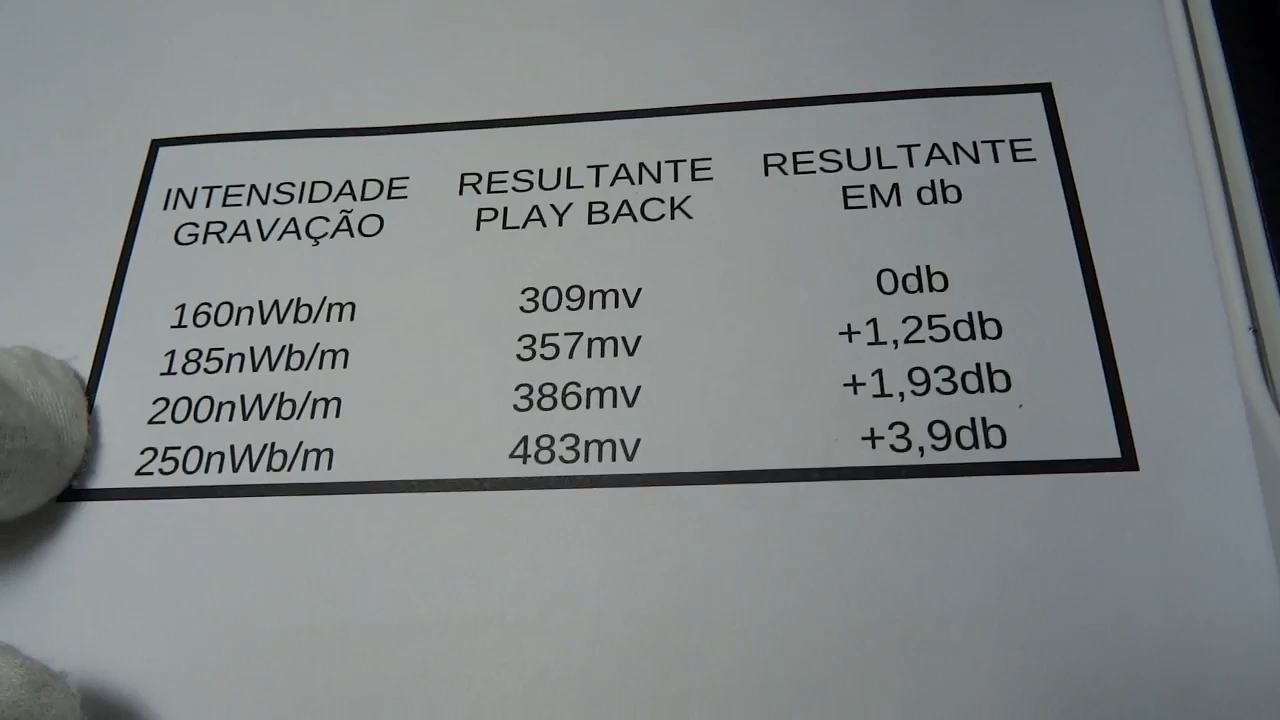 INTENSIDADE GRAVAÇÃO RESULTANTE PLAY BACK RESULTANTE EM db
160nWb/m 309mv 0db
185nWb/m 357mv +1,25db
200nWb/m 386mv +1,93db
250nWb/m 483mv +3,9db